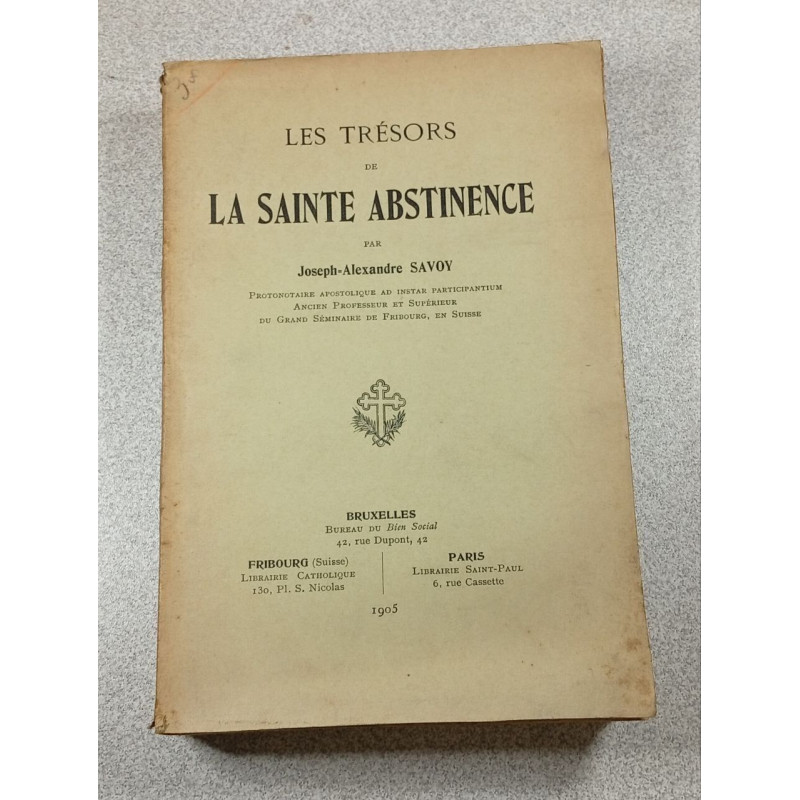 LES TRÉSORS
DE
LA SAINTE ABSTINENCE
PAR
Joseph-Alexandre SAVOY
PROTONOTAIRE APOSTOLIQUE AD INSTAR PARTICIPANTIUM
ANCIEN PROFESSEUR ET SUPÉRIEUR
DU GRAND SÉMINAIRE DE FRIBOURG, EN SUISSE
BRUXELLES
BUREAU DU Bien Social
42, rue Dupont, 42
FRIBOURG (Suisse)
LIBRAIRIE CATHOLIQUE
130, Pl. S. Nicolas
PARIS
LIBRAIRIE SAINT-PAUL
6, rue Cassette
1905